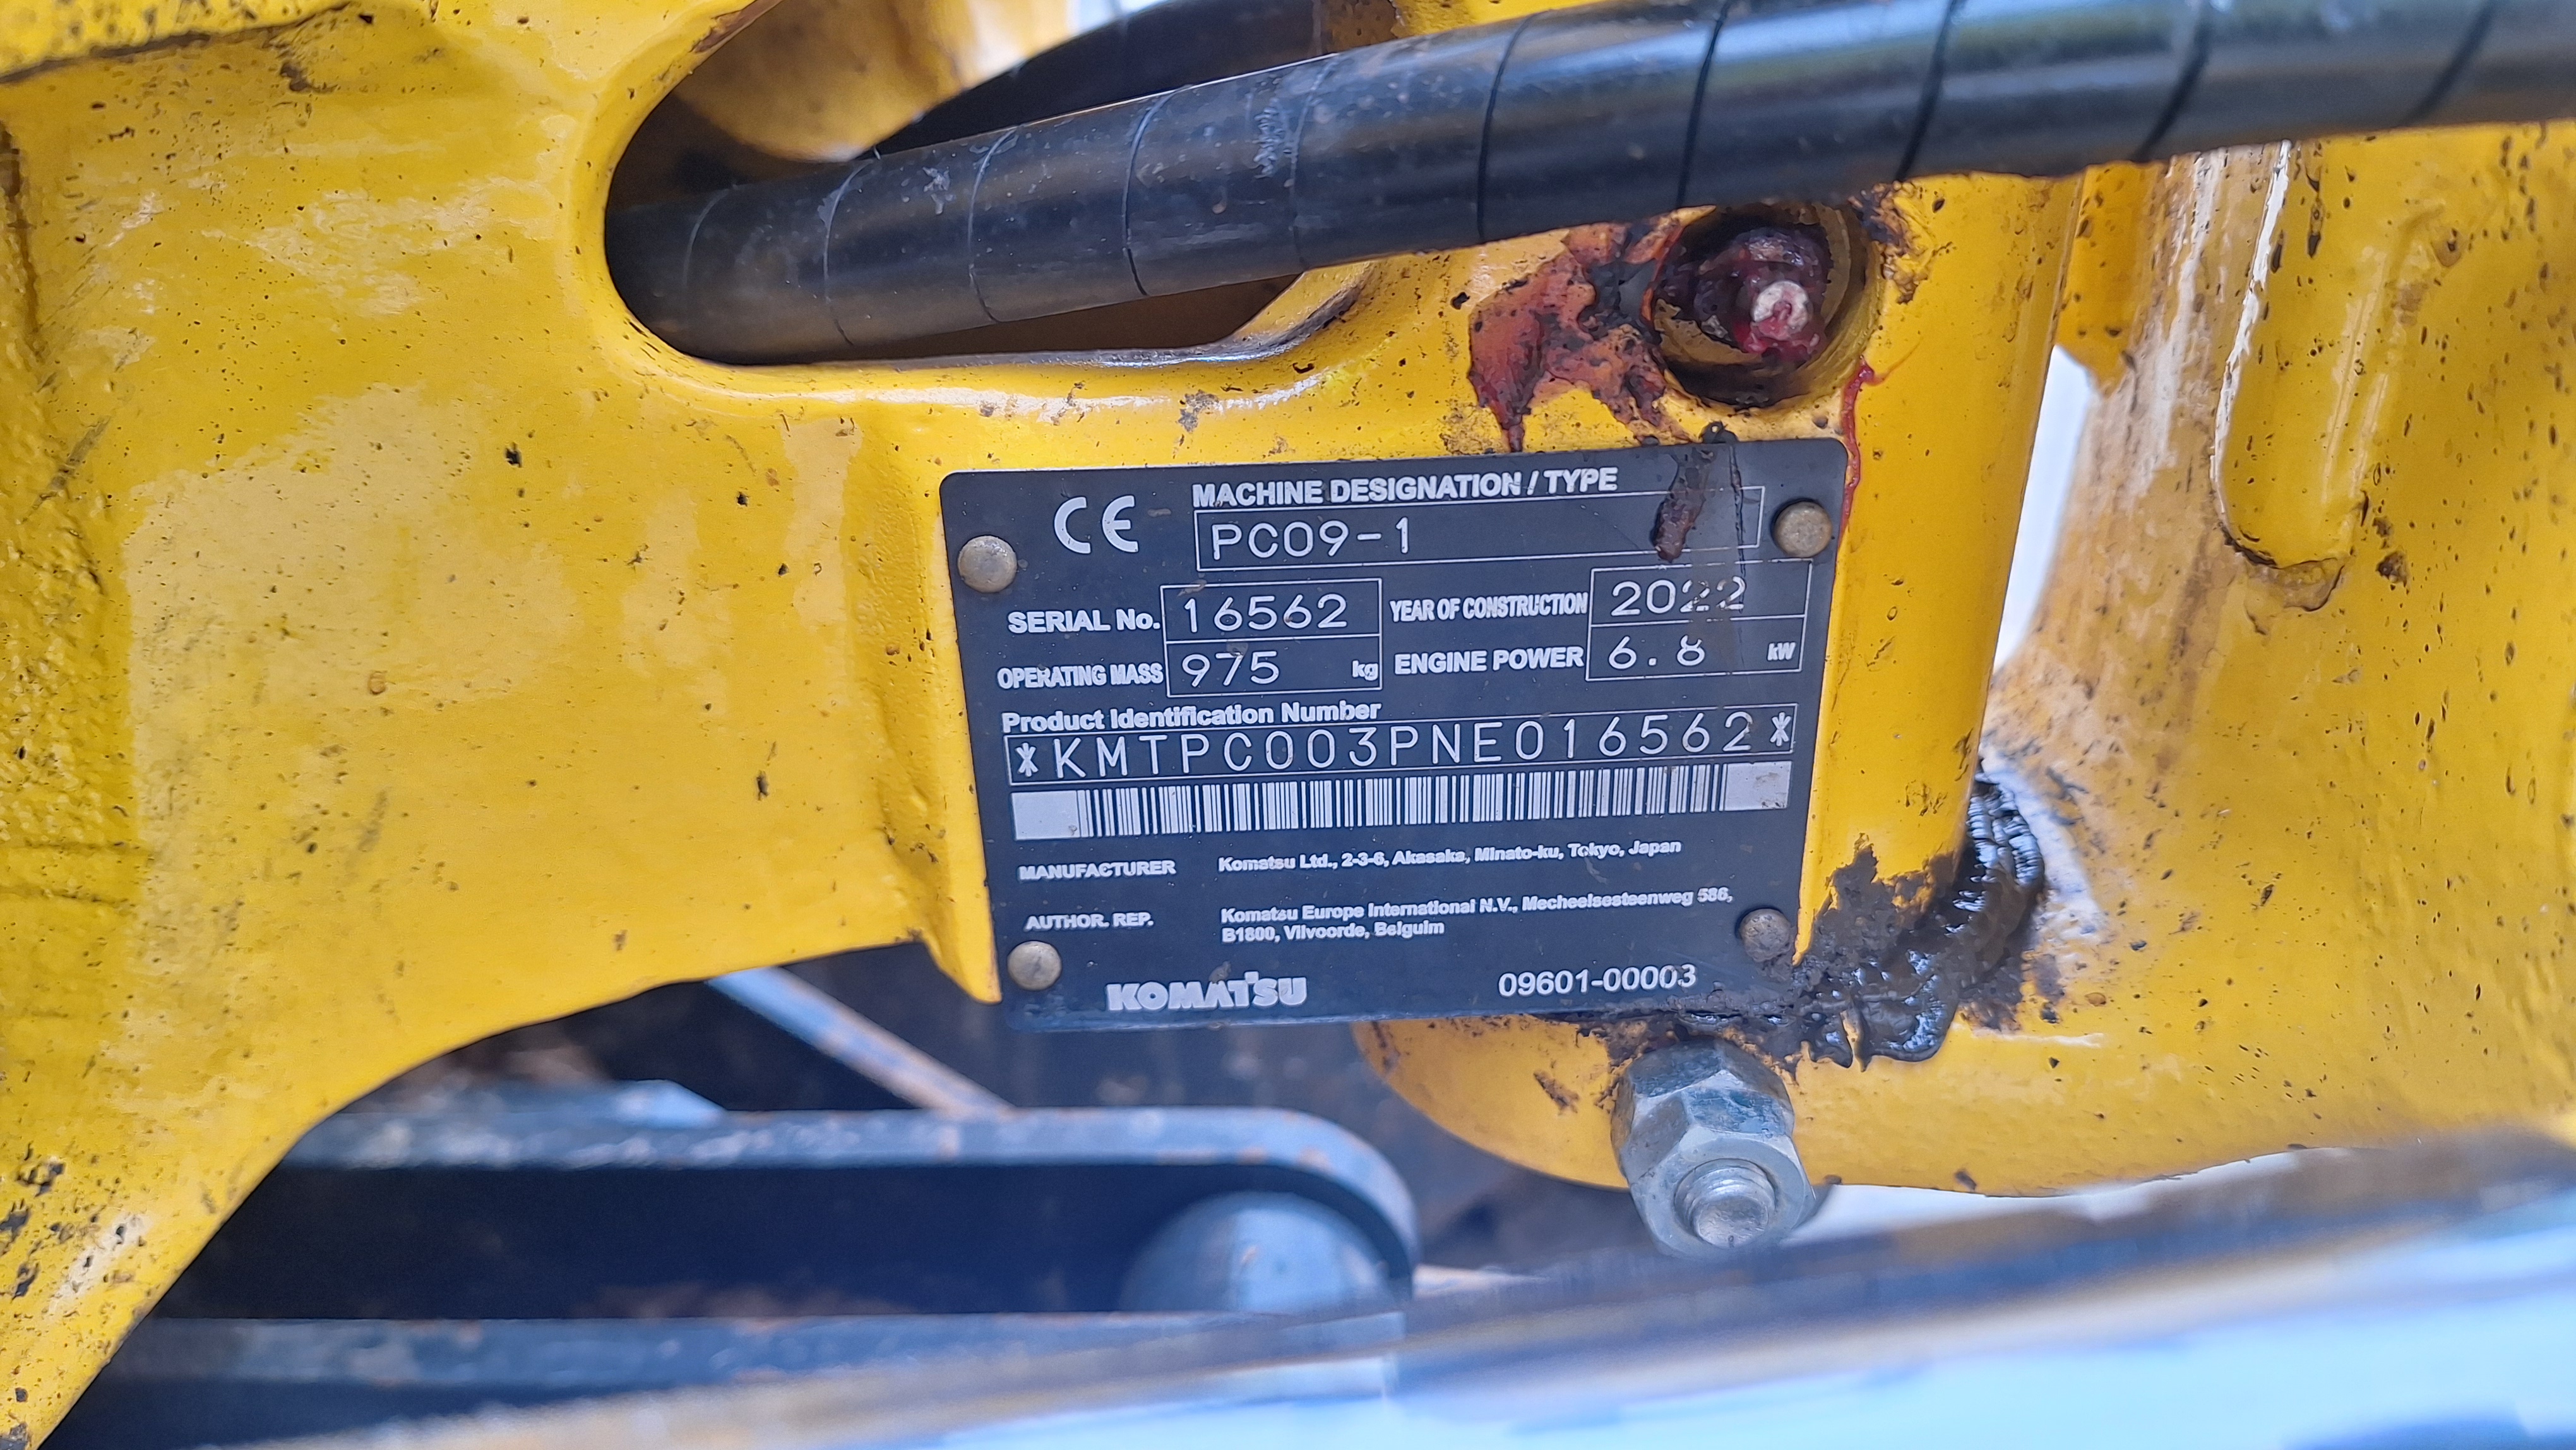 CE
MACHINE DESIGNATION / TYPE
PC09-1
SERIAL No. 16562 YEAR OF CONSTRUCTION 2022
OPERATING MASS 975 kg ENGINE POWER 6.8 kW
Product Identification Number
*KMTPC003PNE016562*
MANUFACTURER Komatsu Ltd., 2-3-6, Akasaka, Minato-ku, Tokyo, Japan
AUTHOR. REP. Komatsu Europe International N.V., Mecheelsesteenweg 586,
B1800, Vilvoorde, Belguim
KOMATSU 09601-00003